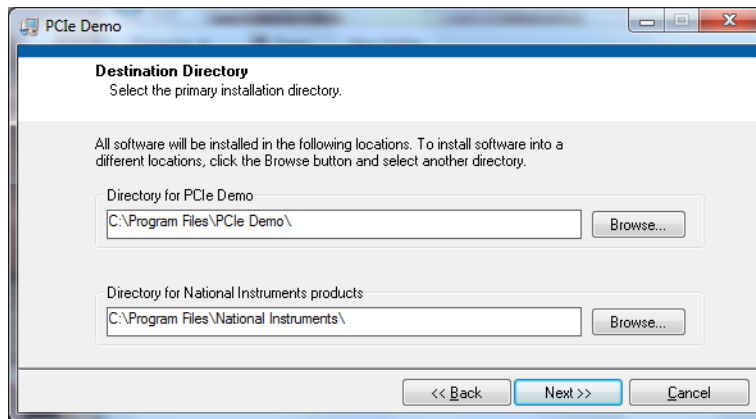 PCIe Demo
Destination Directory
Select the primary installation directory.
All software will be installed in the following locations. To install software into a
different locations, click the Browse button and select another directory.
Directory for PCIe Demo
C:\Program Files\PCIe Demo\
Browse...
Directory for National Instruments products
C:\Program Files\National Instruments\
Browse...
<< Back
Next >>
Cancel